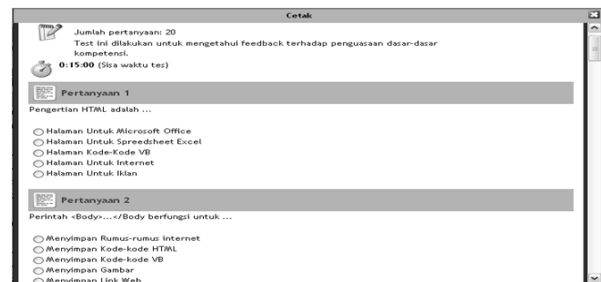 Cetak
Jumlah pertanyaan: 20
Test ini dilakukan untuk mengetahui feedback terhadap penguasaan dasar-dasar
kompetensi.
0:15:00 (Sisa waktu tes)
Pertanyaan 1
Pengertian HTML adalah ...
Halaman Untuk Microsoft Office
Halaman Untuk Spreedsheet Excel
Halaman Kode-Kode VB
Halaman Untuk Internet
Halaman Untuk Iklan
Pertanyaan 2
Perintah <Body>...</Body berfungsi untuk ...
Menyimpan Rumus-rumus internet
Menyimpan Kode-kode HTML
Menyimpan Kode-kode VB
Menyimpan Gambar
Menyimpan Link Web